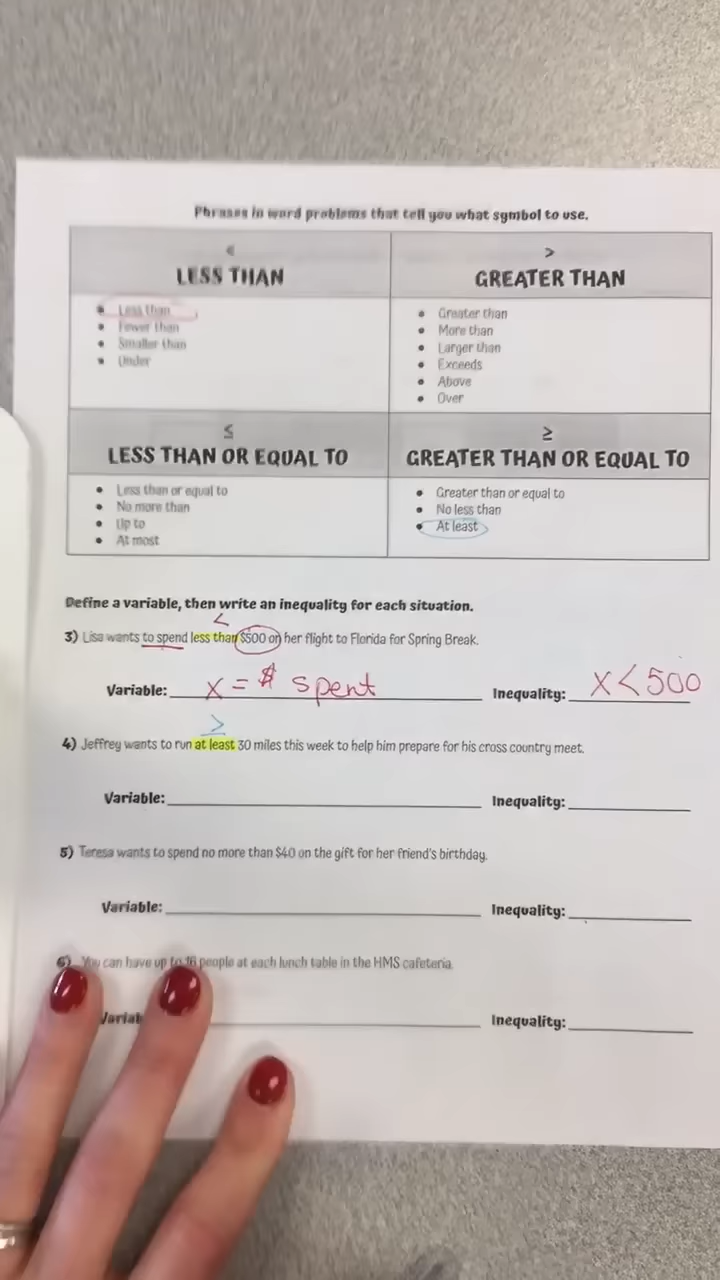 Phrases in word problems that tell you what symbol to use.
<
LESS THAN
• Less than
• Fewer than
• Smaller than
• Under
>
GREATER THAN
• Greater than
• More than
• Larger than
• Exceeds
• Above
• Over
≤
LESS THAN OR EQUAL TO
• Less than or equal to
• No more than
• Up to
• At most
≥
GREATER THAN OR EQUAL TO
• Greater than or equal to
• No less than
• At least
Define a variable, then write an inequality for each situation.
<
3) Lisa wants to spend less than $500 on her flight to Florida for Spring Break.
Variable: x = $ spent Inequality: x < 500
≥
4) Jeffrey wants to run at least 30 miles this week to help him prepare for his cross country meet.
Variable: Inequality:
5) Teresa wants to spend no more than $40 on the gift for her friend's birthday.
Variable: Inequality:
6) You can have up to 16 people at each lunch table in the HMS cafeteria.
Inequality: